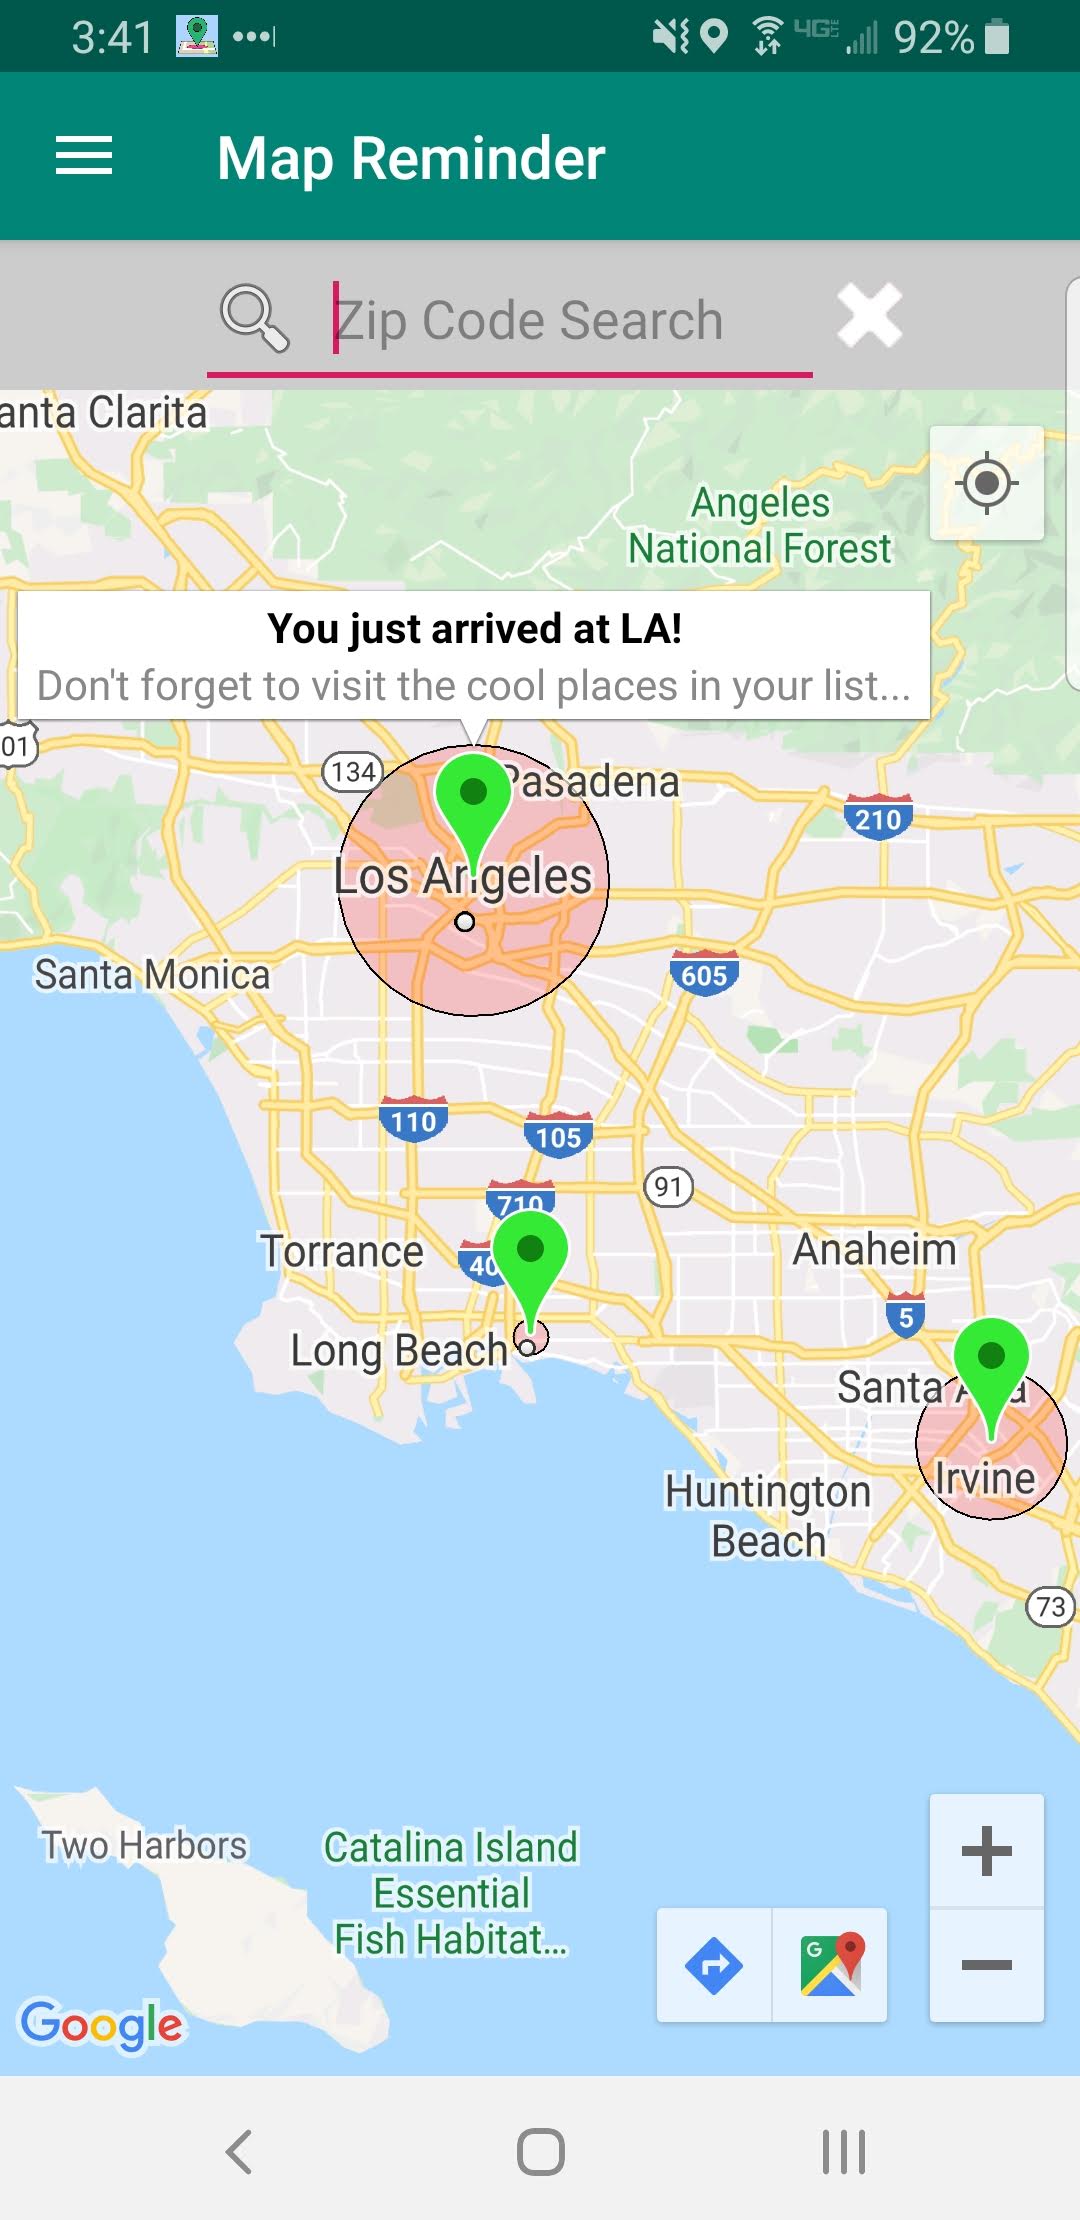 3:41 4G LTE 92%
Map Reminder
Zip Code Search
anta Clarita
Angeles
National Forest
You just arrived at LA!
Don't forget to visit the cool places in your list...
01
134
Pasadena
210
Los Angeles
Santa Monica
605
110
105
91
710
Torrance
40
Anaheim
5
Long Beach
Santa
Irvine
Huntington
Beach
73
Two Harbors
Catalina Island
Essential
Fish Habitat...
G
Google